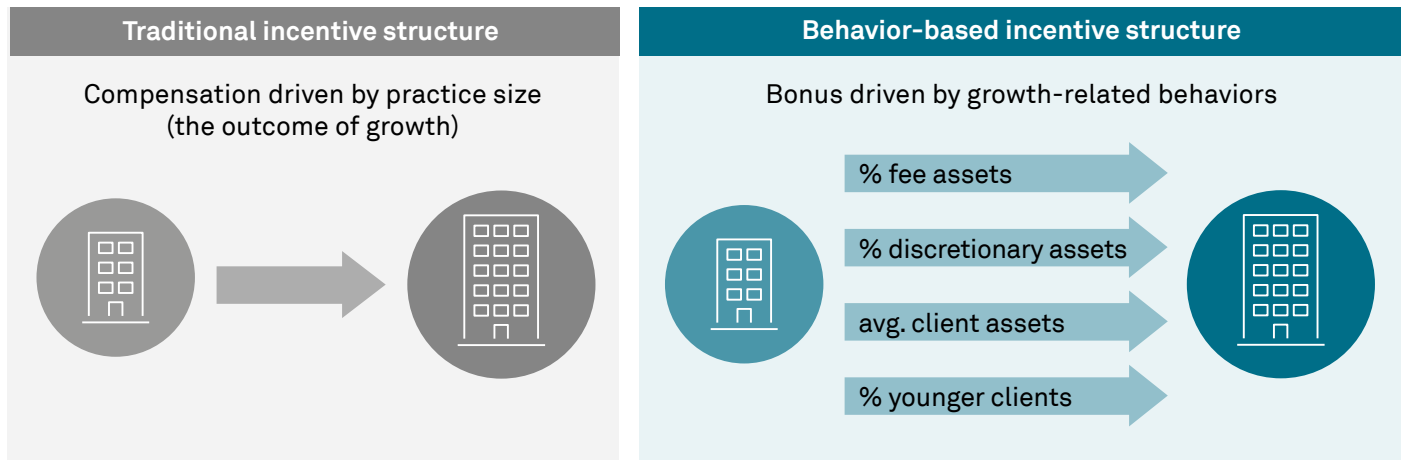 Traditional incentive structure
Compensation driven by practice size
(the outcome of growth)
Behavior-based incentive structure
Bonus driven by growth-related behaviors
% fee assets
% discretionary assets
avg. client assets
% younger clients